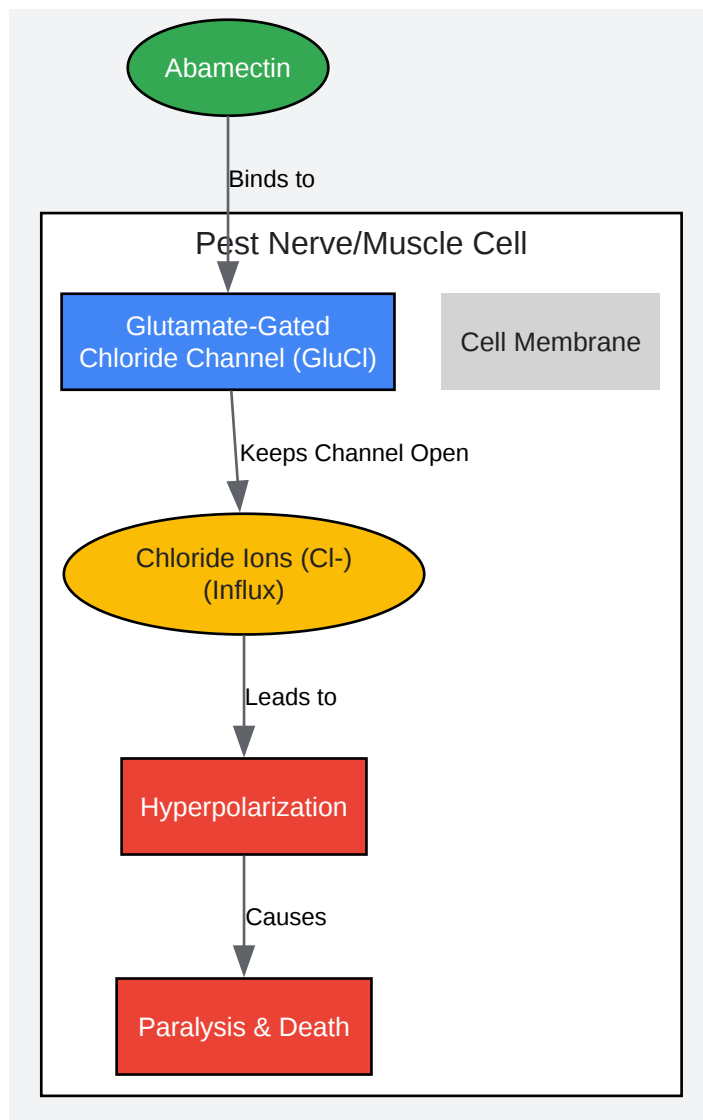 Abamectin
Binds to
Pest Nerve/Muscle Cell
Glutamate-Gated
Chloride Channel (GluCl)
Cell Membrane
Keeps Channel Open
Chloride Ions (Cl-)
(Influx)
Leads to
Hyperpolarization
Causes
Paralysis & Death